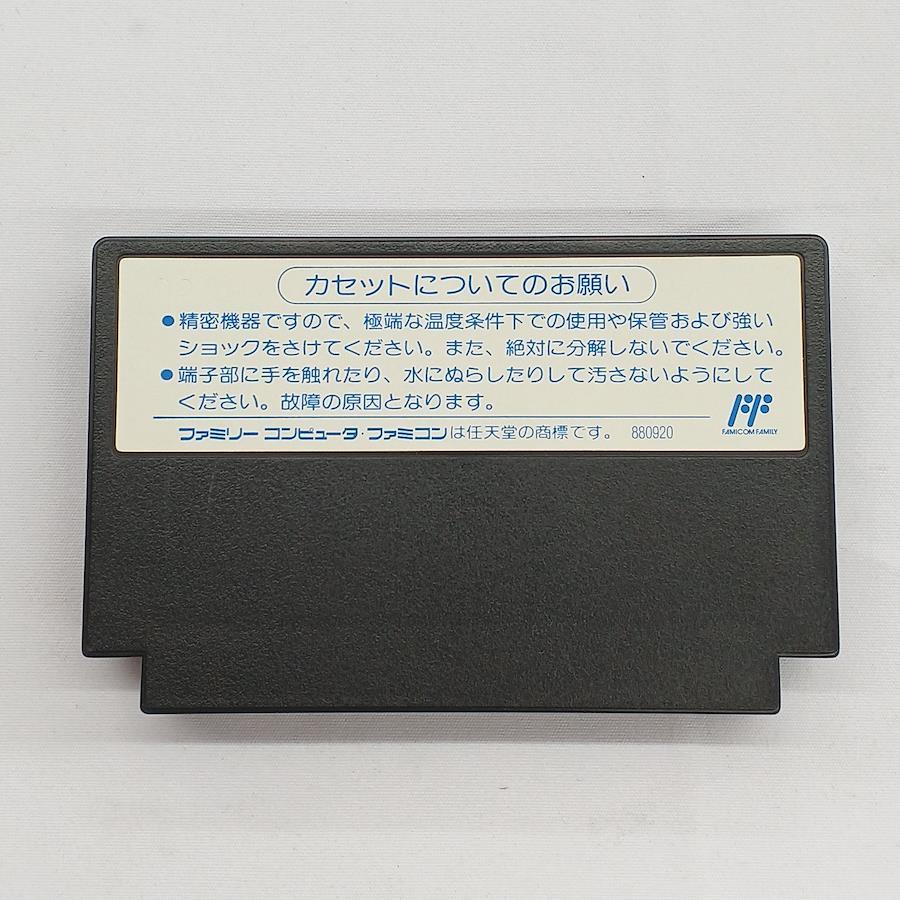 カセットについてのお願い
●精密機器ですので、極端な温度条件下での使用や保管および強い
ショックをさけてください。また、絶対に分解しないでください。
●端子部に手を触れたり、水にぬらしたりして汚さないようにして
ください。故障の原因となります。
ファミリー コンピュータ・ファミコンは任天堂の商標です。 880920
FAMICOM FAMILY